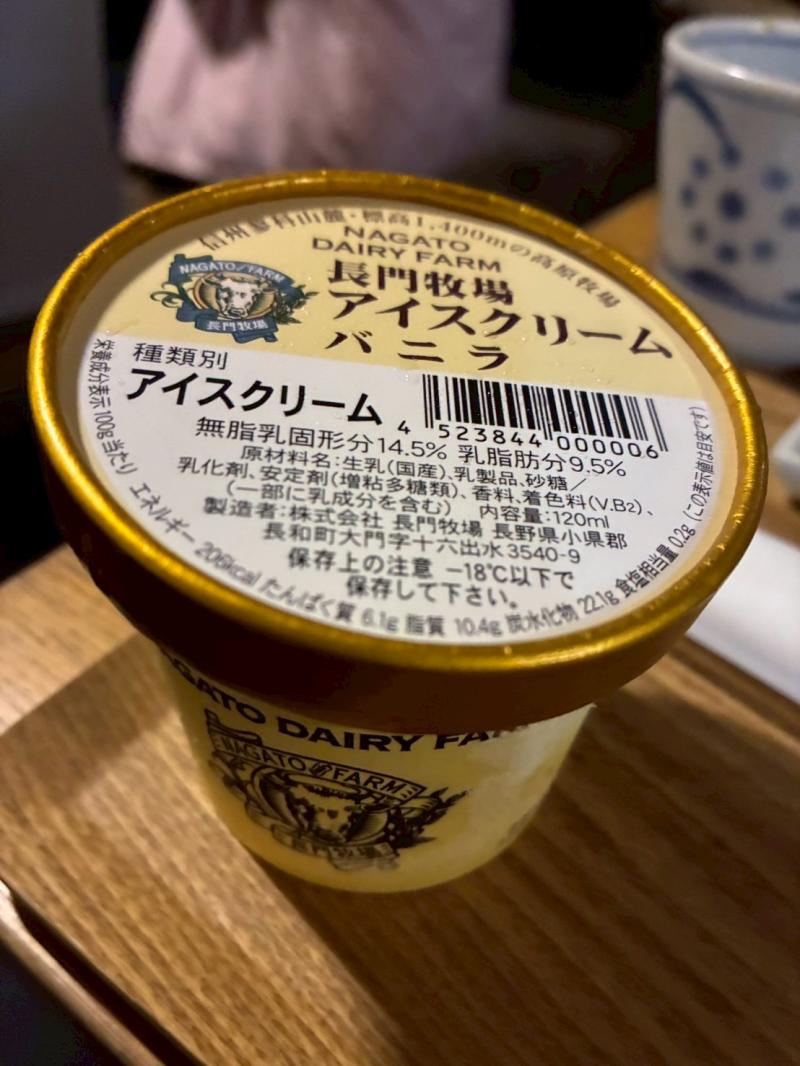 信州蓼科山麓・標高1,400mの高原牧場
NAGATO
DAIRY FARM
NAGATO FARM
長門牧場
長門牧場
アイスクリーム
バニラ
種類別
アイスクリーム
4 523844 000006
無脂乳固形分14.5% 乳脂肪分9.5%
原材料名:生乳(国産)、乳製品、砂糖/
乳化剤、安定剤(増粘多糖類)、香料、着色料(V.B2)、
(一部に乳成分を含む) 内容量:120ml
製造者:株式会社 長門牧場 長野県小県郡
長和町大門字十六出水3540-9
保存上の注意 -18℃以下で
保存して下さい。
栄養成分表示100g当たり エネルギー 206kcal たんぱく質 6.1g 脂質 10.4g 炭水化物 22.1g 食塩相当量 0.2g (この表示値は目安です)
NAGATO DAIRY FA
NAGATO FARM
長門牧場